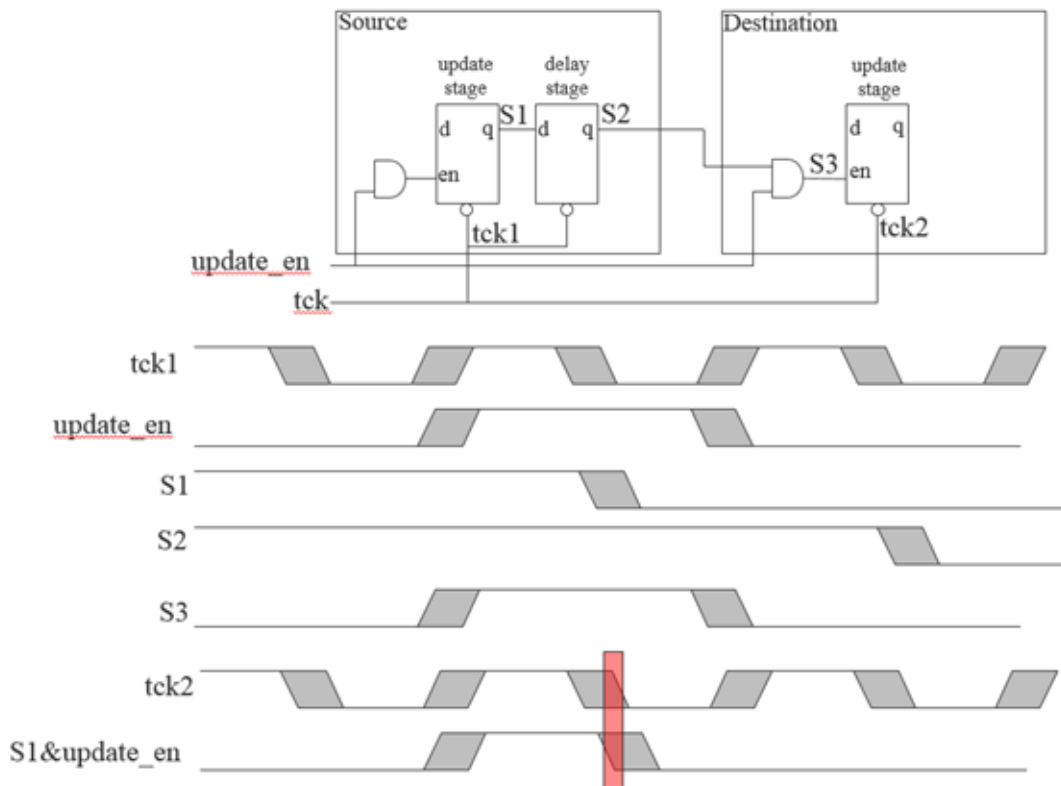 Source
Destination
update
stage
delay
stage
update
stage
S1
S2
d
q
d
q
S3
d
q
en
en
tck1
tck2
update_en
tck
tck1
update_en
S1
S2
S3
tck2
S1&update_en